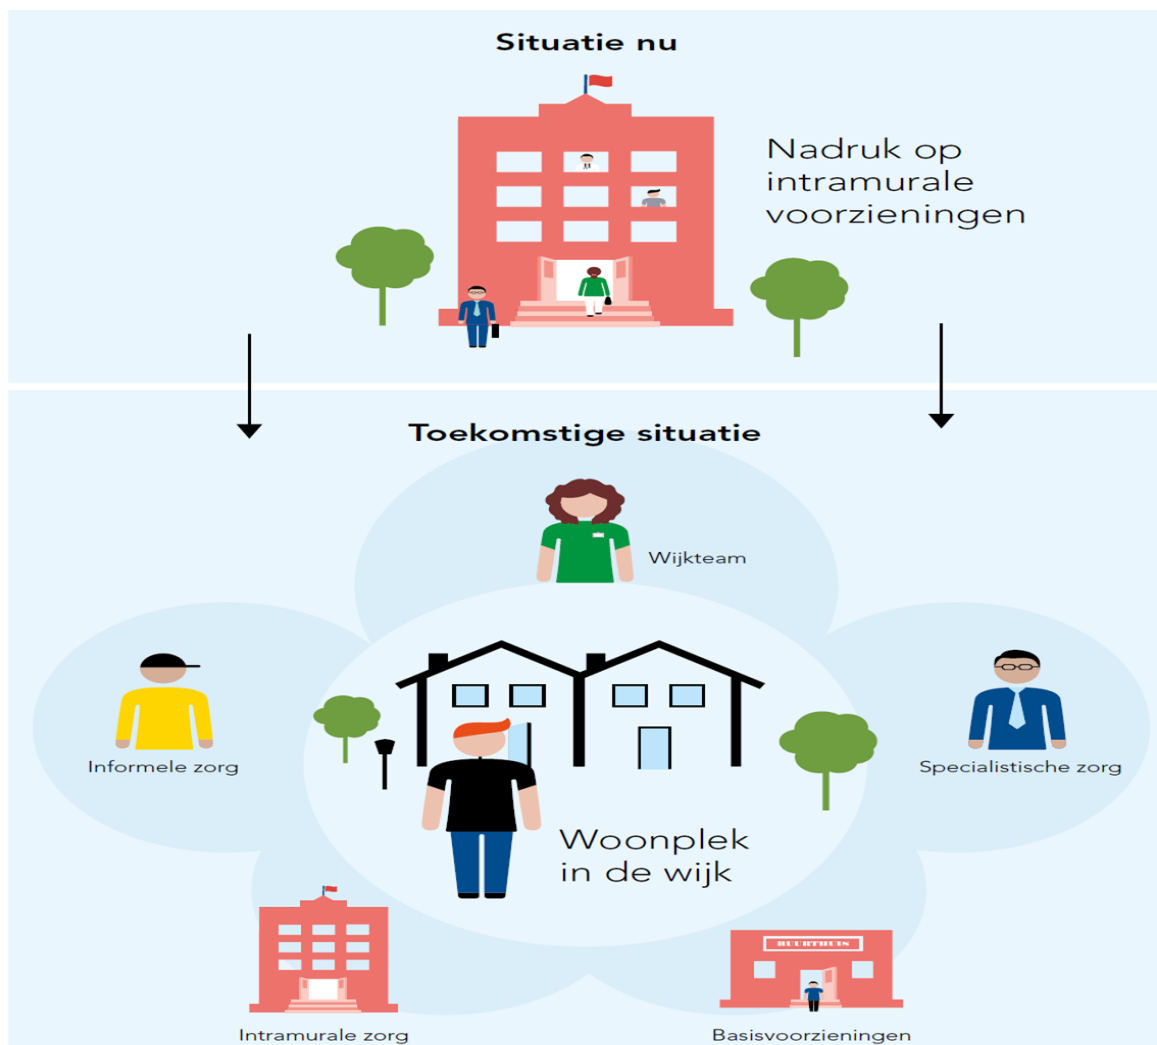 Situatie nu
Nadruk op
intramurale
voorzieningen
Toekomstige situatie
Wijkteam
Informele zorg
Specialistische zorg
Woonplek
in de wijk
BUURTHUIS
Intramurale zorg
Basisvoorzieningen